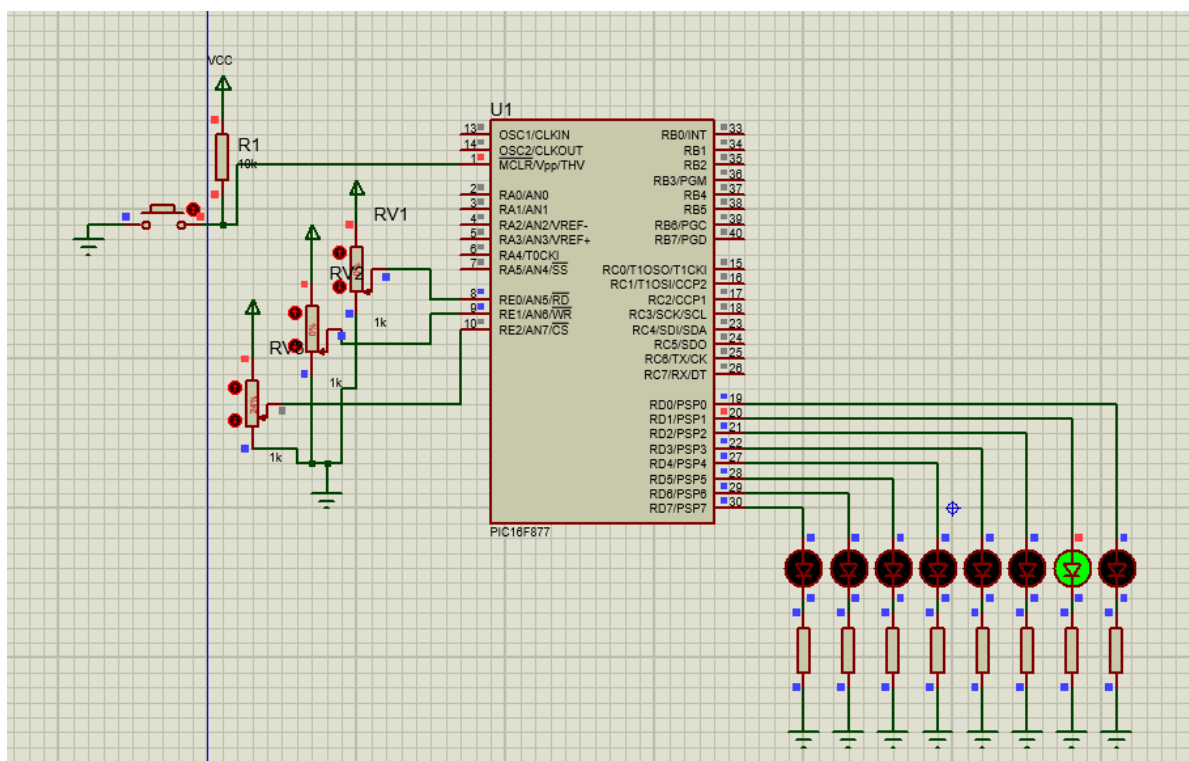 VCC
R1
10k
RV1
RV2
0%
1k
0%
1k
24%
1k
U1
13 OSC1/CLKIN
14 OSC2/CLKOUT
1 MCLR/Vpp/THV
2 RA0/AN0
3 RA1/AN1
4 RA2/AN2/VREF-
5 RA3/AN3/VREF+
6 RA4/T0CKI
7 RA5/AN4/SS
8 RE0/AN5/RD
9 RE1/AN6/WR
10 RE2/AN7/CS
RB0/INT 33
RB1 34
RB2 35
RB3/PGM 36
RB4 37
RB5 38
RB6/PGC 39
RB7/PGD 40
RC0/T1OSO/T1CKI 15
RC1/T1OSI/CCP2 16
RC2/CCP1 17
RC3/SCK/SCL 18
RC4/SDI/SDA 23
RC5/SDO 24
RC6/TX/CK 25
RC7/RX/DT 26
RD0/PSP0 19
RD1/PSP1 20
RD2/PSP2 21
RD3/PSP3 22
RD4/PSP4 27
RD5/PSP5 28
RD6/PSP6 29
RD7/PSP7 30
PIC16F877